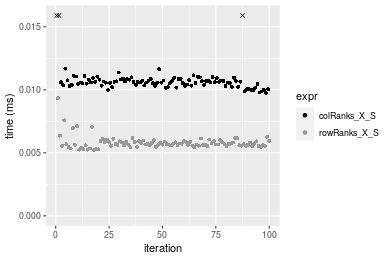 0.015
0.010
0.005
0.000
time (ms)
0
25
50
75
100
iteration
expr
colRanks_X_S
rowRanks_X_S